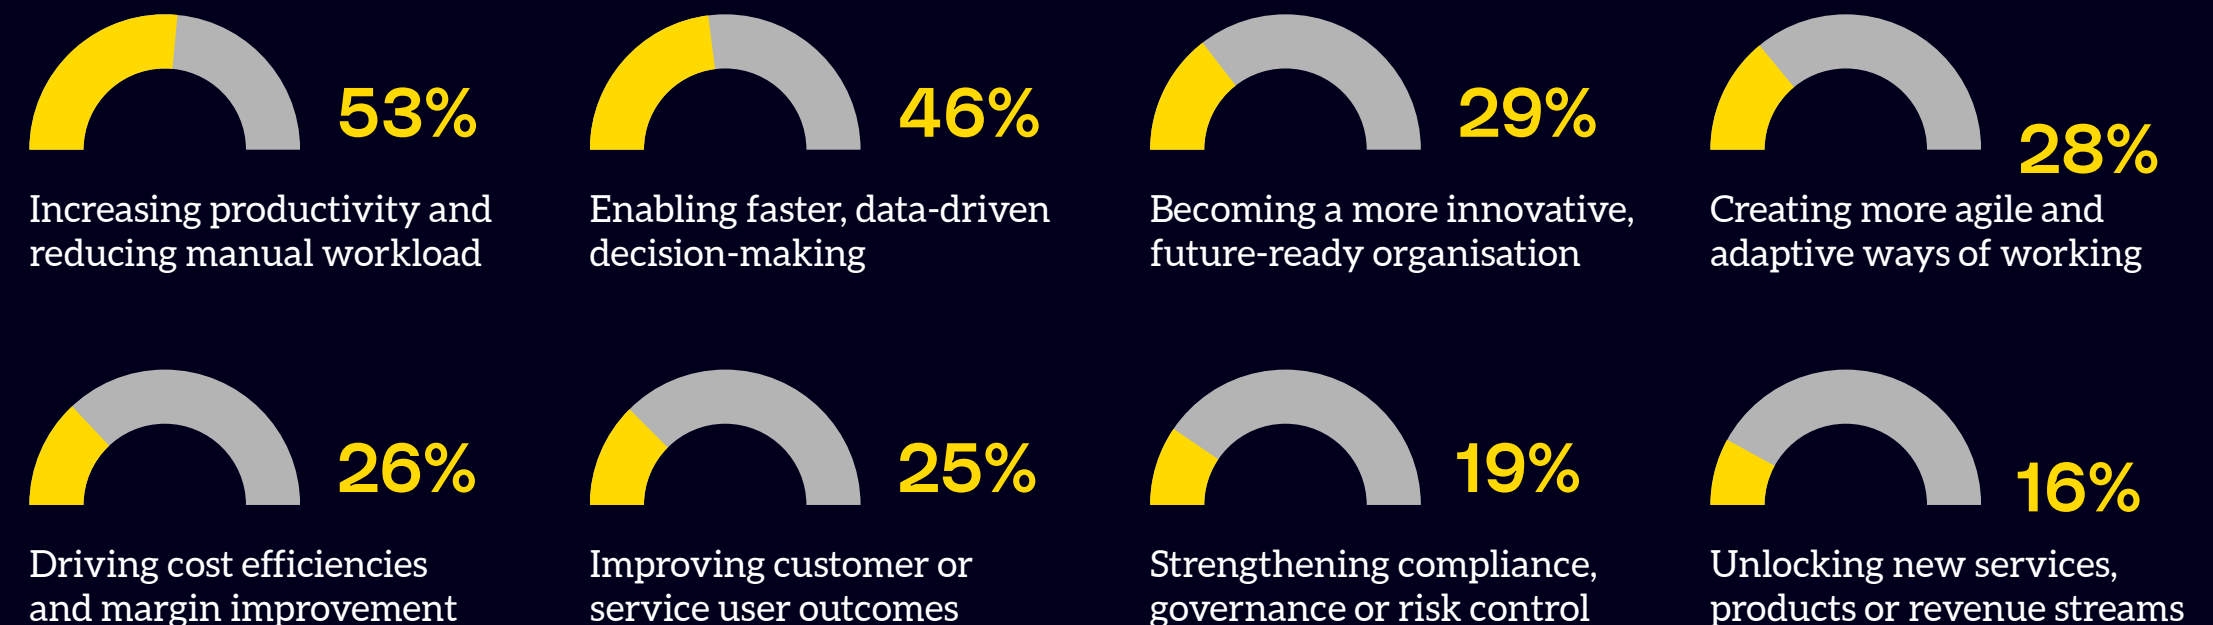 53%
Increasing productivity and
reducing manual workload
46%
Enabling faster, data-driven
decision-making
29%
Becoming a more innovative,
future-ready organisation
28%
Creating more agile and
adaptive ways of working
26%
Driving cost efficiencies
and margin improvement
25%
Improving customer or
service user outcomes
19%
Strengthening compliance,
governance or risk control
16%
Unlocking new services,
products or revenue streams